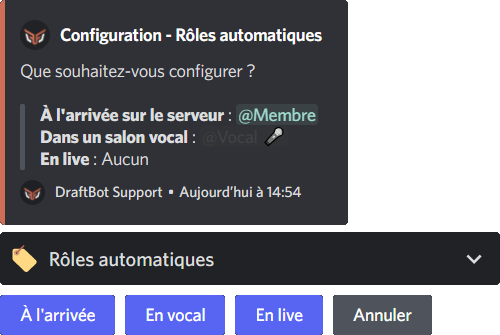 Configuration - Rôles automatiques
Que souhaitez-vous configurer ?
À l'arrivée sur le serveur : @Membre
Dans un salon vocal : @Vocal 🎤
En live : Aucun
DraftBot Support • Aujourd'hui à 14:54
Rôles automatiques
À l'arrivée
En vocal
En live
Annuler